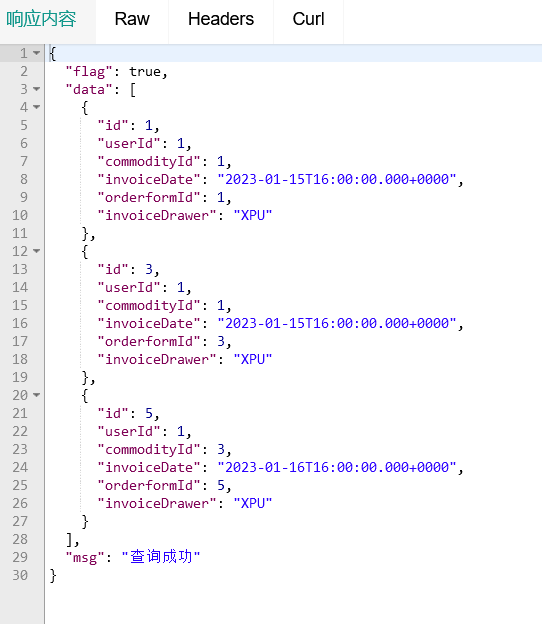 响应内容 Raw Headers Curl
1 {
2 "flag": true,
3 "data": [
4 {
5 "id": 1,
6 "userId": 1,
7 "commodityId": 1,
8 "invoiceDate": "2023-01-15T16:00:00.000+0000",
9 "orderformId": 1,
10 "invoiceDrawer": "XPU"
11 },
12 {
13 "id": 3,
14 "userId": 1,
15 "commodityId": 1,
16 "invoiceDate": "2023-01-15T16:00:00.000+0000",
17 "orderformId": 3,
18 "invoiceDrawer": "XPU"
19 },
20 {
21 "id": 5,
22 "userId": 1,
23 "commodityId": 3,
24 "invoiceDate": "2023-01-16T16:00:00.000+0000",
25 "orderformId": 5,
26 "invoiceDrawer": "XPU"
27 }
28 ],
29 "msg": "查询成功"
30 }